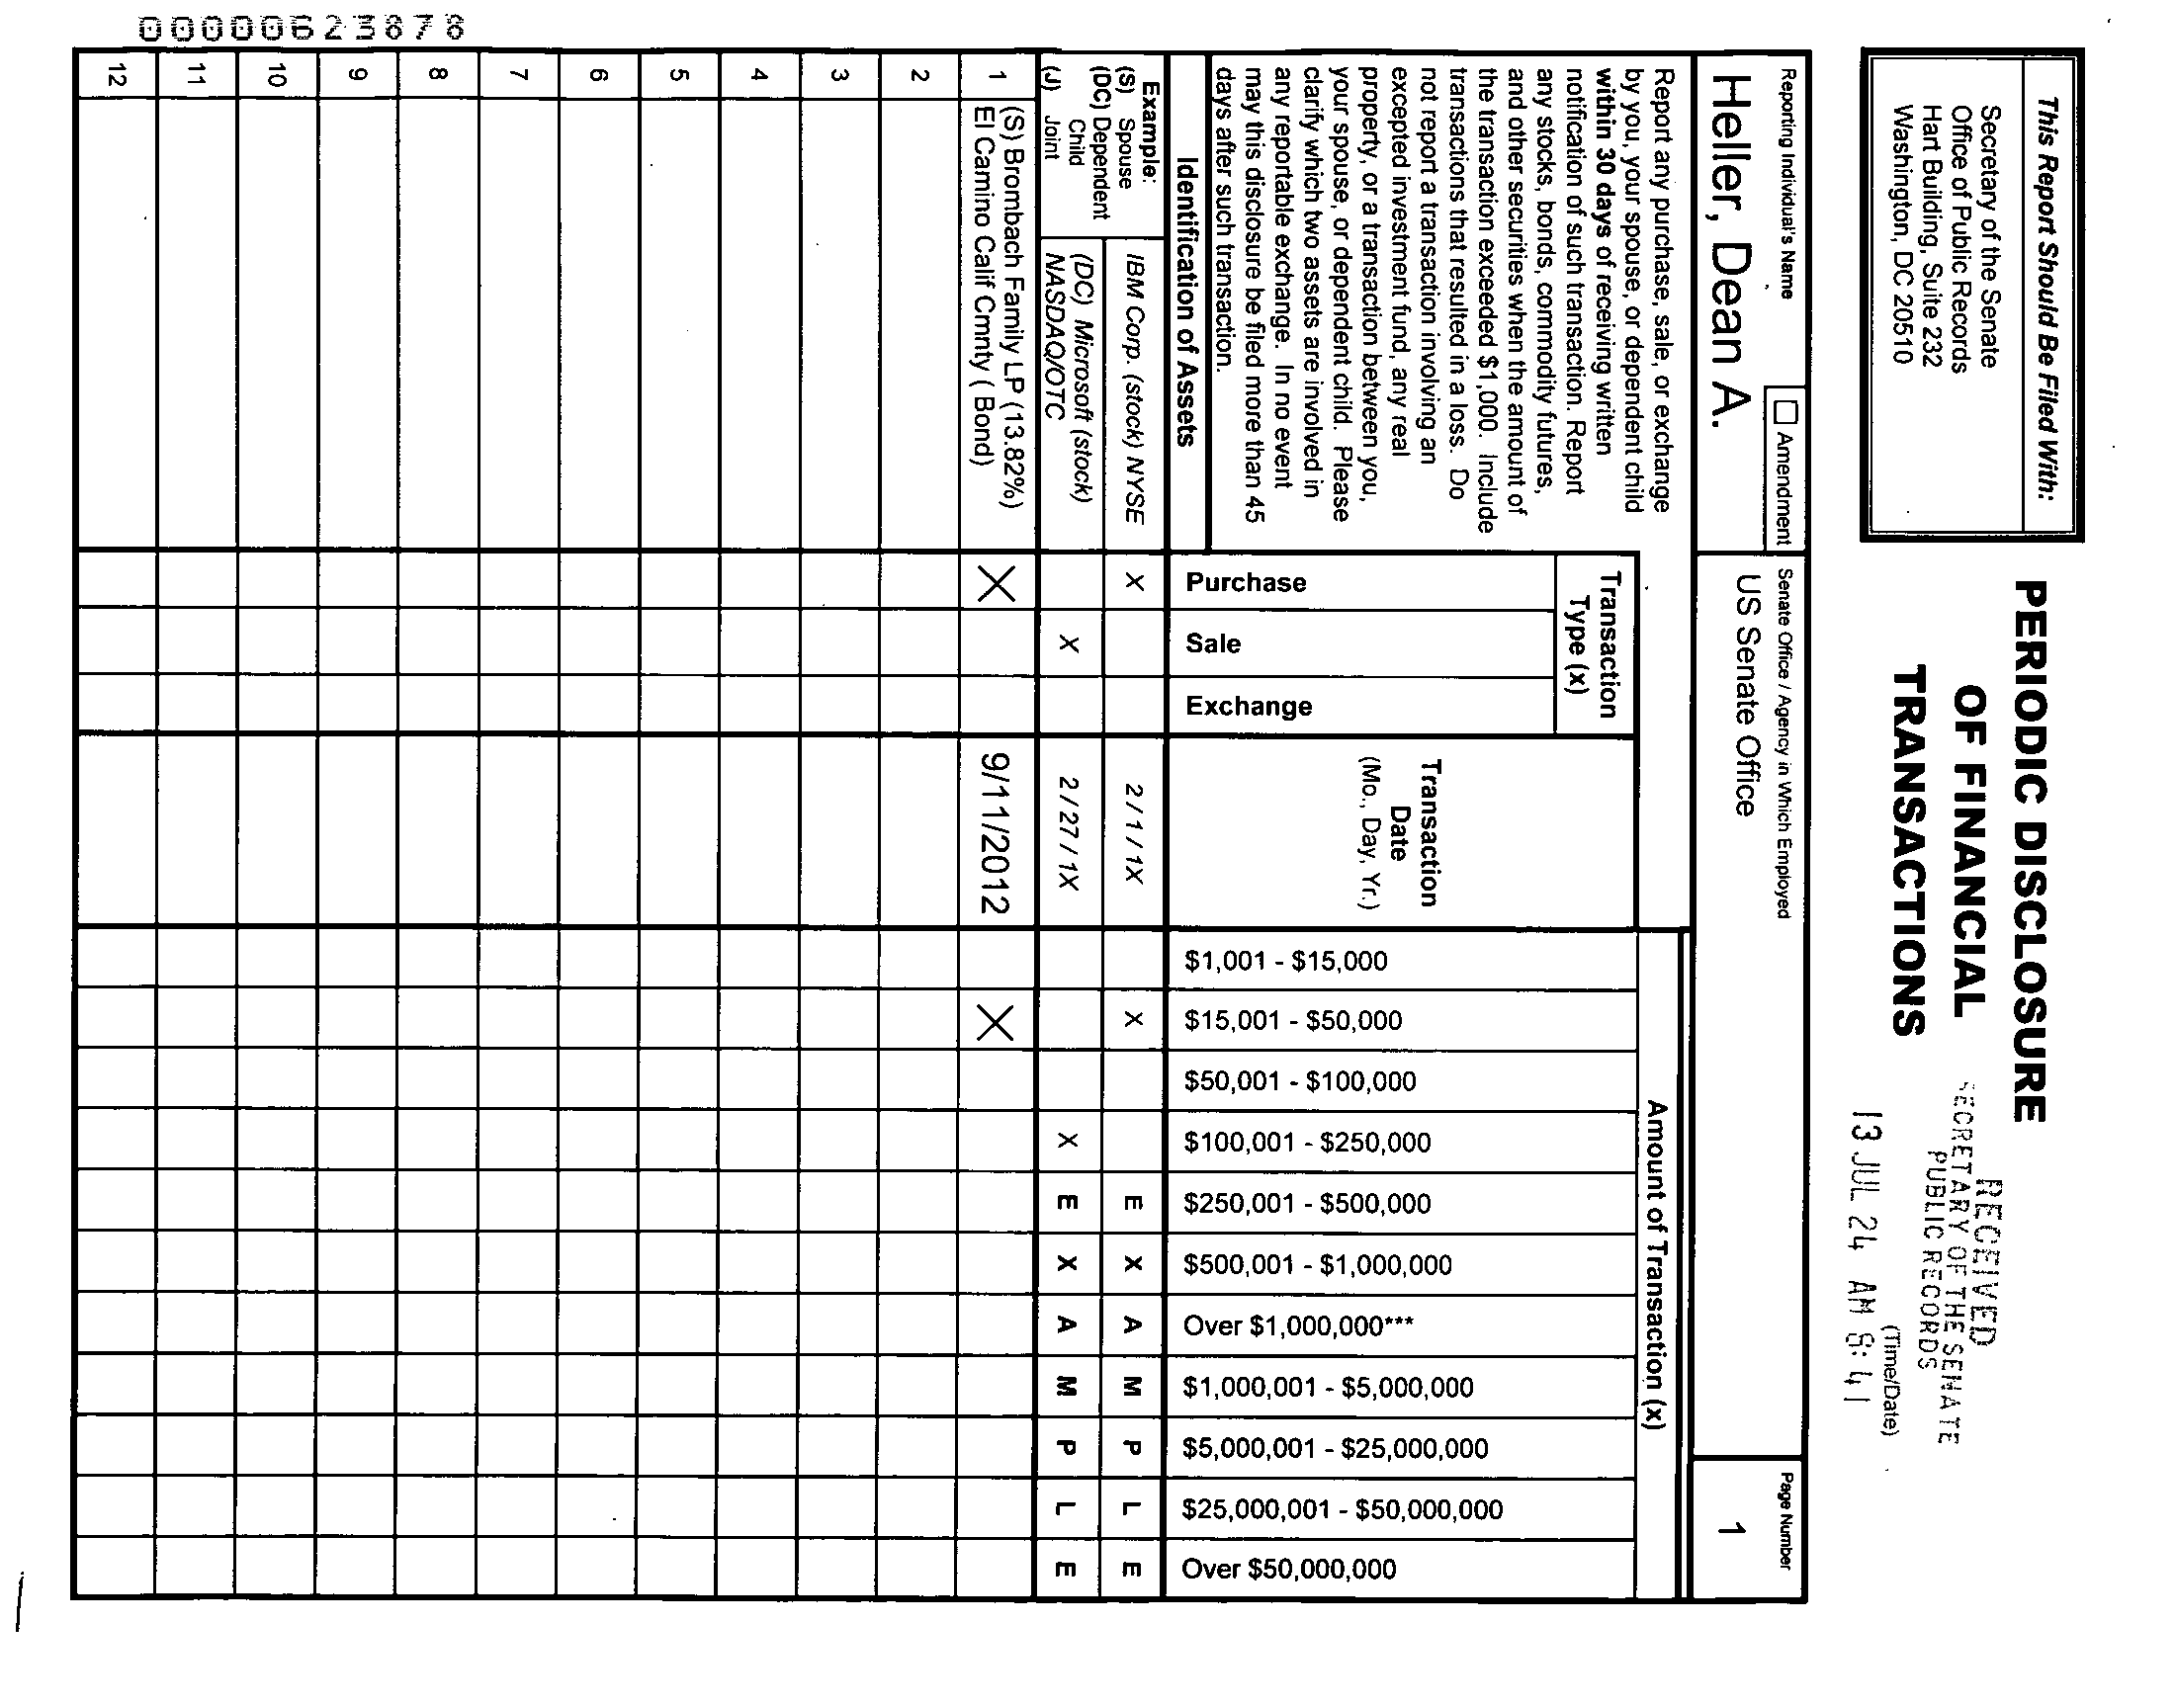 00000623878
This Report Should Be Filed With:
Secretary of the Senate
Office of Public Records
Hart Building, Suite 232
Washington, DC 20510
PERIODIC DISCLOSURE
OF FINANCIAL
TRANSACTIONS
RECEIVED
SECRETARY OF THE SENATE
PUBLIC RECORDS
(Time/Date)
13 JUL 24 AM 8:41
Reporting Individual's Name
☐ Amendment
Heller, Dean A.
Senate Office / Agency in Which Employed
US Senate Office
Page Number
1
Report any purchase, sale, or exchange
by you, your spouse, or dependent child
within 30 days of receiving written
notification of such transaction. Report
any stocks, bonds, commodity futures,
and other securities when the amount of
the transaction exceeded $1,000. Include
transactions that resulted in a loss. Do
not report a transaction involving an
excepted investment fund, any real
property, or a transaction between you,
your spouse, or dependent child. Please
clarify which two assets are involved in
any reportable exchange. In no event
may this disclosure be filed more than 45
days after such transaction.
Identification of Assets
Transaction
Type (x)
Purchase
Sale
Exchange
Transaction
Date
(Mo., Day, Yr.)
Amount of Transaction (x)
$1,001 - $15,000
$15,001 - $50,000
$50,001 - $100,000
$100,001 - $250,000
$250,001 - $500,000
$500,001 - $1,000,000
Over $1,000,000***
$1,000,001 - $5,000,000
$5,000,001 - $25,000,000
$25,000,001 - $50,000,000
Over $50,000,000
Example:
(S) Spouse
(DC) Dependent
Child
(J) Joint
IBM Corp. (stock) NYSE
X
2 / 1 / 1X
X
E X A M P L E
(DC) Microsoft (stock)
NASDAQ/OTC
X
2 / 27 / 1X
X
E X A M P L E
1
(S) Brombach Family LP (13.82%)
El Camino Calif Cmnty ( Bond)
X
9/11/2012
X
2
3
4
5
6
7
8
9
10
11
12